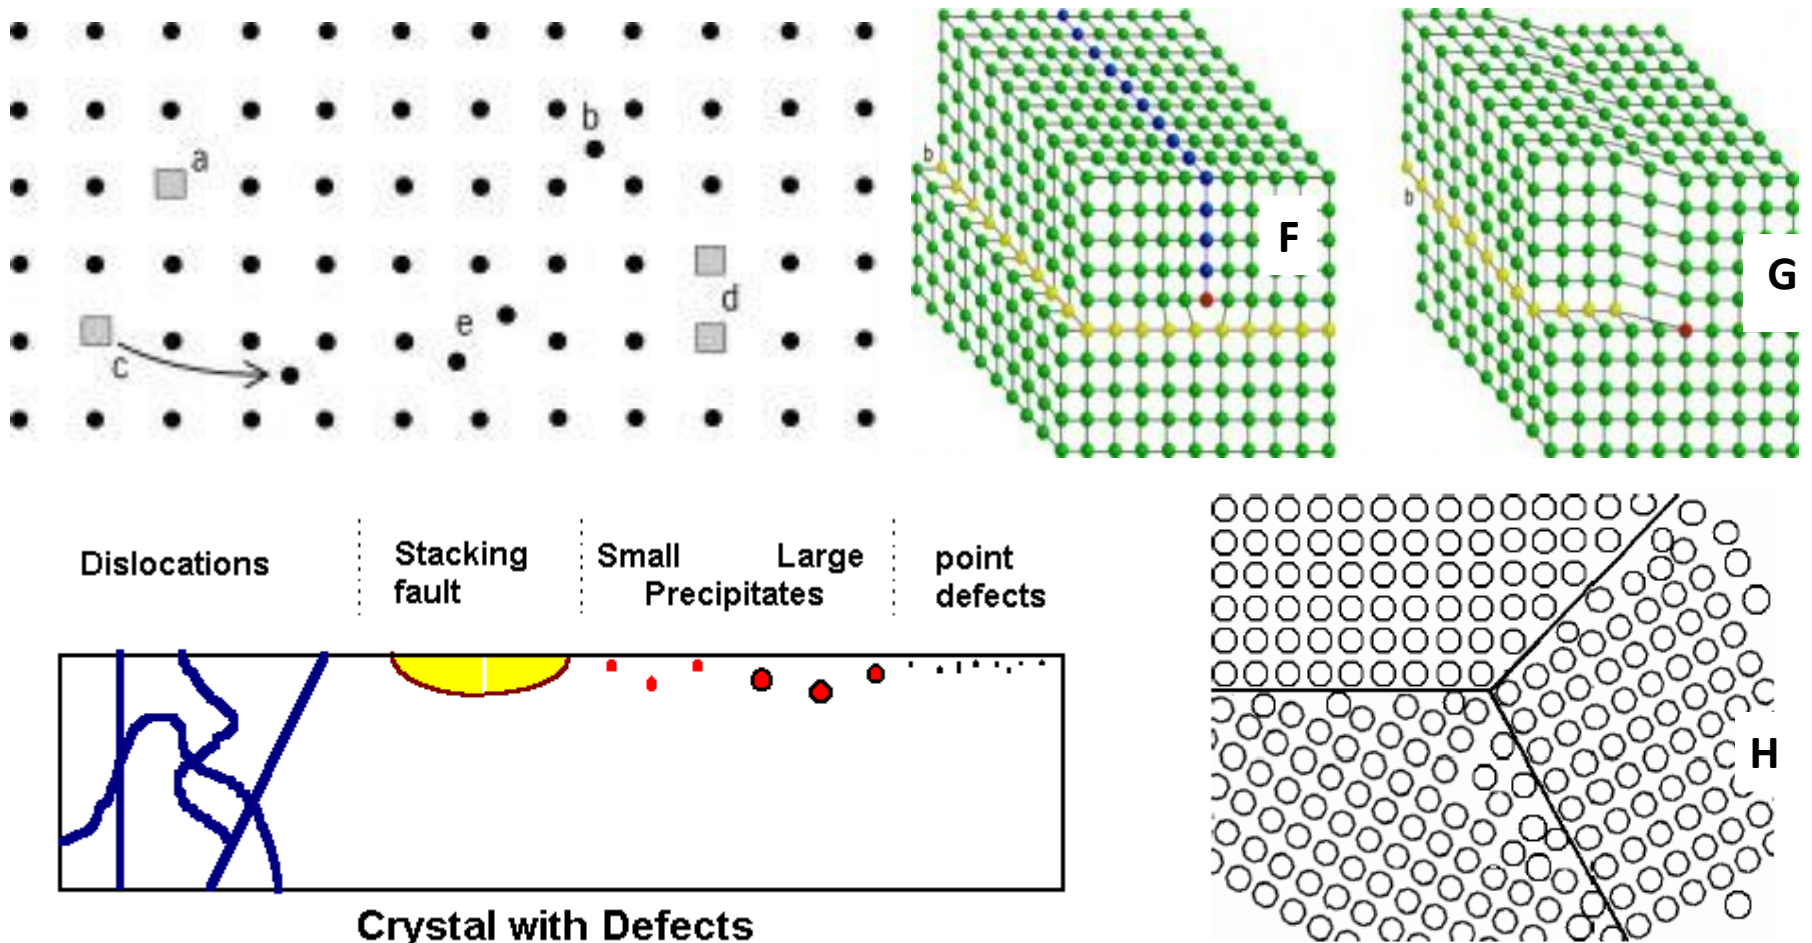 a
b
c
d
e
b
F
b
G
Dislocations
Stacking
fault
Small Large
Precipitates
point
defects
Crystal with Defects
H